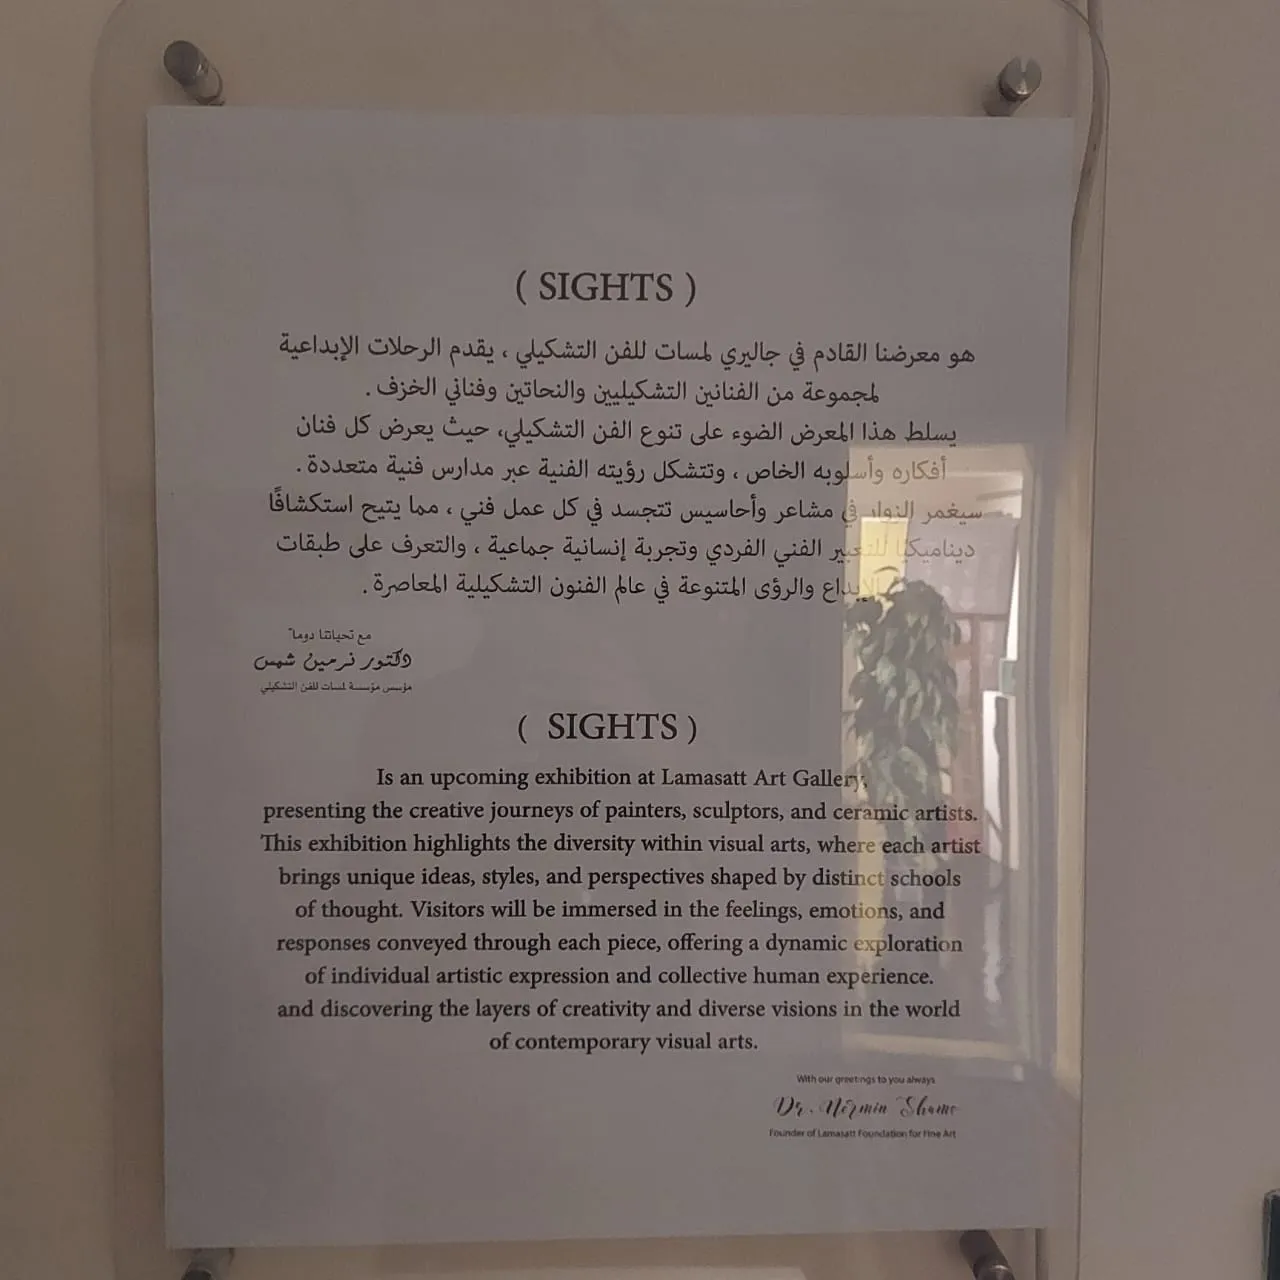 ( SIGHTS )
هو معرضنا القادم في جاليري لمسات للفن التشكيلي ، يقدم الرحلات الإبداعية
لمجموعة من الفنانين التشكيليين والنحاتين وفناني الخزف .
يسلط هذا المعرض الضوء على تنوع الفن التشكيلي، حيث يعرض كل فنان
أفكاره وأسلوبه الخاص ، وتتشكل رؤيته الفنية عبر مدارس فنية متعددة .
سيغمر الزوار في مشاعر وأحاسيس تتجسد في كل عمل فني ، مما يتيح استكشافًا
ديناميكيًا للتعبير الفني الفردي وتجربة إنسانية جماعية ، والتعرف على طبقات
الإبداع والرؤى المتنوعة في عالم الفنون التشكيلية المعاصرة .
مع تحياتنا دوما"
دكتور نرمين شمس
مؤسس مؤسسة لمسات للفن التشكيلي
( SIGHTS )
Is an upcoming exhibition at Lamasatt Art Gallery,
presenting the creative journeys of painters, sculptors, and ceramic artists.
This exhibition highlights the diversity within visual arts, where each artist
brings unique ideas, styles, and perspectives shaped by distinct schools
of thought. Visitors will be immersed in the feelings, emotions, and
responses conveyed through each piece, offering a dynamic exploration
of individual artistic expression and collective human experience.
and discovering the layers of creativity and diverse visions in the world
of contemporary visual arts.
With our greetings to you always
Dr. Nermin Shams
Founder of Lamasatt Foundation for Fine Art